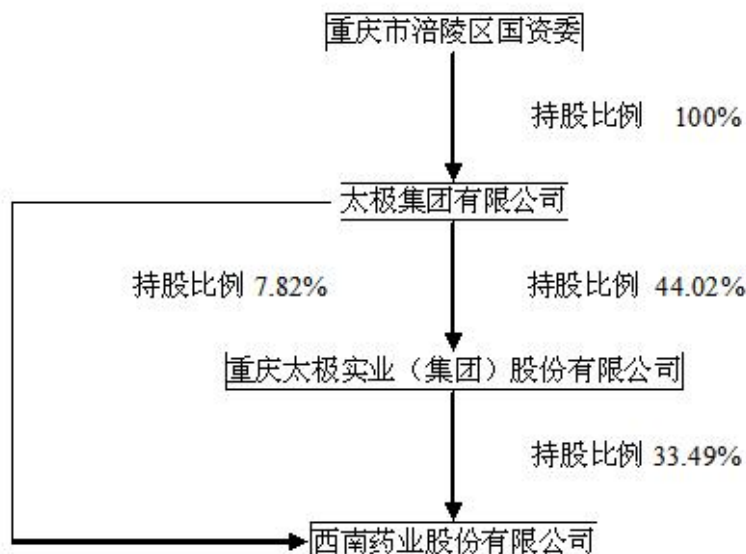 重庆市涪陵区国资委
持股比例 100%
太极集团有限公司
持股比例 7.82%
持股比例 44.02%
重庆太极实业（集团）股份有限公司
持股比例 33.49%
西南药业股份有限公司